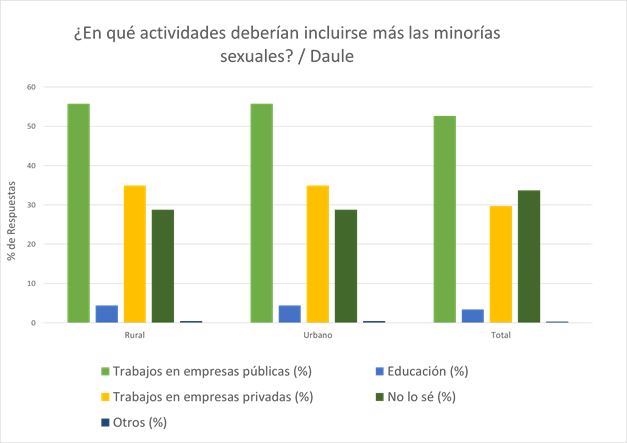 ¿En qué actividades deberían incluirse más las minorías
sexuales? / Daule
60
50
40
30
20
10
0
% de Respuestas
Rural
Urbano
Total
Trabajos en empresas públicas (%)
Educación (%)
Trabajos en empresas privadas (%)
No lo sé (%)
Otros (%)